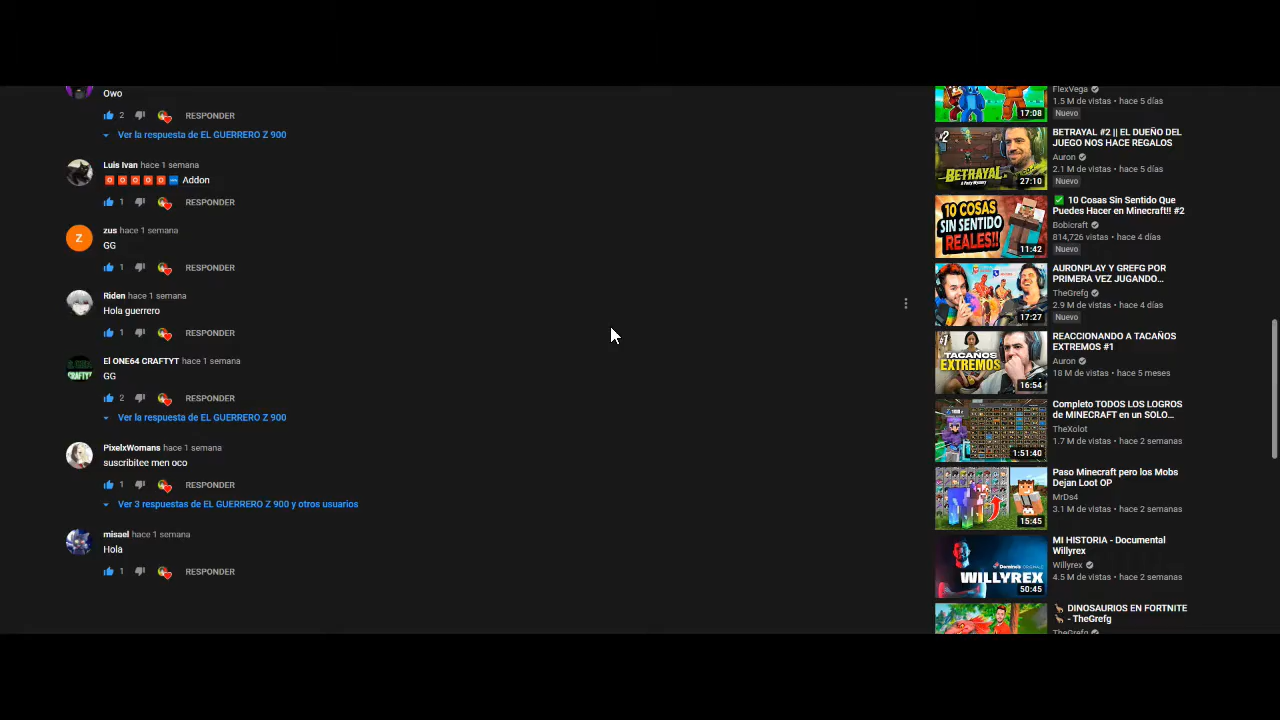 Owo
2 RESPONDER
Ver la respuesta de EL GUERRERO Z 900
Luis Ivan hace 1 semana
Addon
1 RESPONDER
Z
zus hace 1 semana
GG
1 RESPONDER
Riden hace 1 semana
Hola guerrero
1 RESPONDER
El ONE64 CRAFTYT hace 1 semana
GG
2 RESPONDER
Ver la respuesta de EL GUERRERO Z 900
PixelxWomans hace 1 semana
suscribitee men oco
1 RESPONDER
Ver 3 respuestas de EL GUERRERO Z 900 y otros usuarios
misael hace 1 semana
Hola
1 RESPONDER
17:08
FlexVega
1.5 M de vistas • hace 5 días
Nuevo
#2
BETRAYAL
27:10
BETRAYAL #2 || EL DUEÑO DEL
JUEGO NOS HACE REGALOS
Auron
2.1 M de vistas • hace 5 días
Nuevo
10 COSAS
SIN SENTIDO
REALES!!
11:42
10 Cosas Sin Sentido Que
Puedes Hacer en Minecraft!! #2
Bobicraft
814,726 vistas • hace 4 días
Nuevo
17:27
AURONPLAY Y GREFG POR
PRIMERA VEZ JUGANDO...
TheGrefg
2.9 M de vistas • hace 4 días
Nuevo
#1
TACAÑOS
EXTREMOS
16:54
REACCIONANDO A TACAÑOS
EXTREMOS #1
Auron
18 M de vistas • hace 5 meses
1:51:40
Completo TODOS LOS LOGROS
de MINECRAFT en un SOLO...
TheXolot
1.7 M de vistas • hace 2 semanas
15:45
Paso Minecraft pero los Mobs
Dejan Loot OP
MrDs4
3.1 M de vistas • hace 2 semanas
WILLYREX
50:45
MI HISTORIA - Documental
Willyrex
Willyrex
4.5 M de vistas • hace 2 semanas
DINOSAURIOS EN FORTNITE
- TheGrefg
TheGrefg